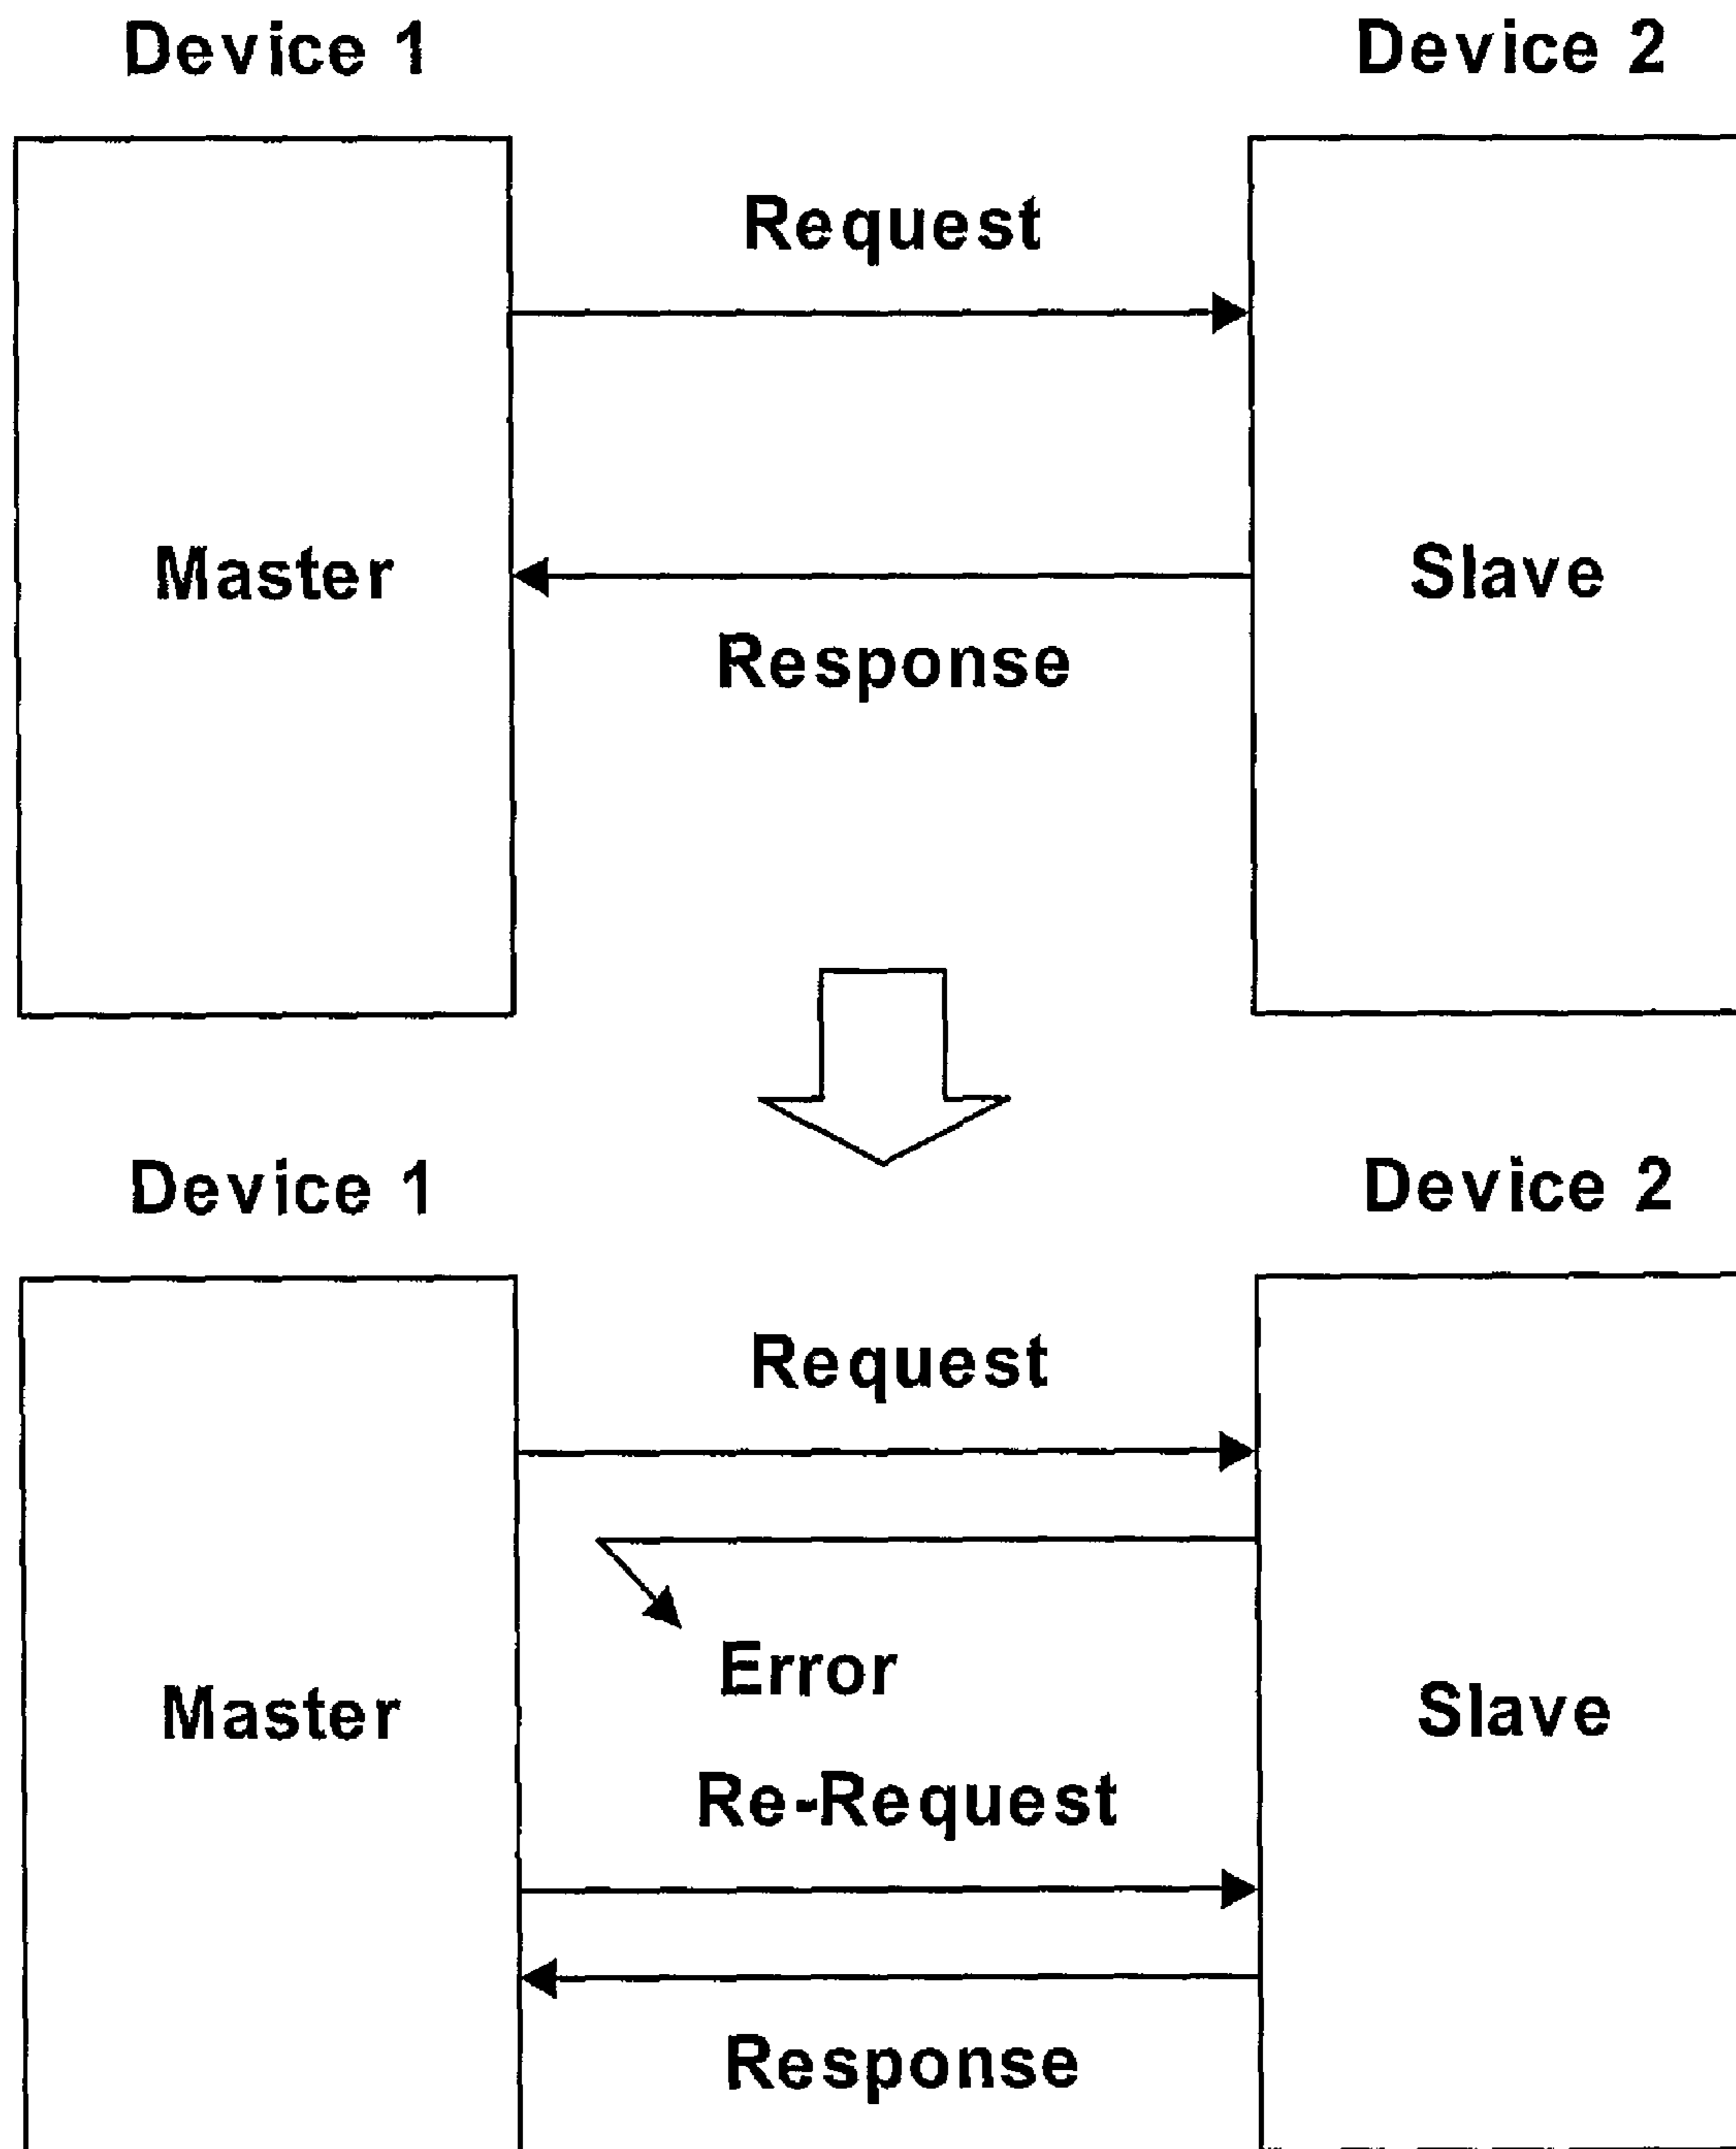 Device 1 Device 2
Request
Master Slave
Response
Device 1 Device 2
Request
Error
Master Slave
Re-Request
Response